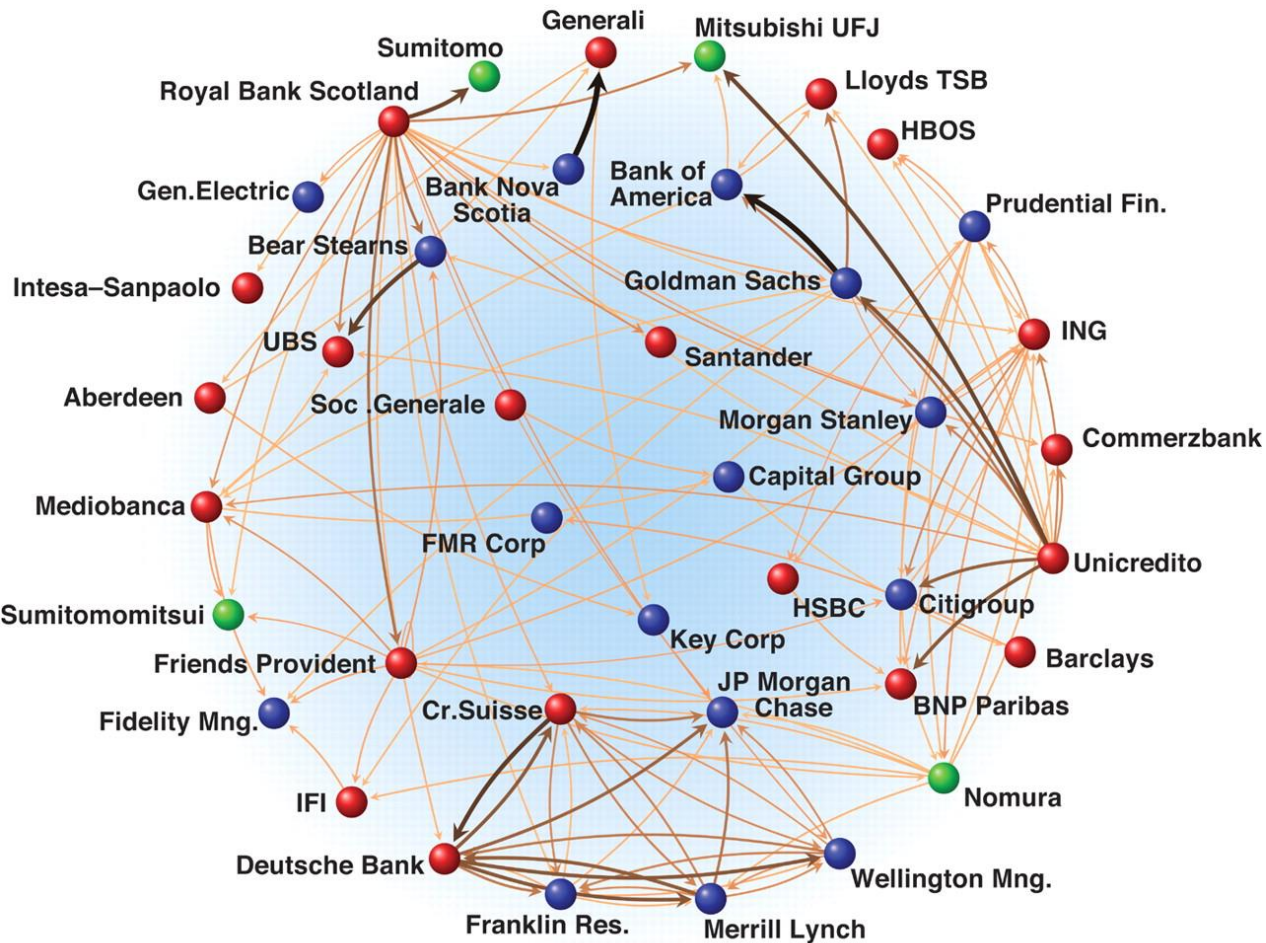 Generali
Mitsubishi UFJ
Sumitomo
Lloyds TSB
Royal Bank Scotland
HBOS
Bank of
America
Gen.Electric
Bank Nova
Scotia
Prudential Fin.
Bear Stearns
Goldman Sachs
Intesa–Sanpaolo
ING
UBS
Santander
Aberdeen
Soc .Generale
Morgan Stanley
Commerzbank
Capital Group
Mediobanca
FMR Corp
Unicredito
HSBC
Citigroup
Sumitomomitsui
Key Corp
Friends Provident
Barclays
JP Morgan
Chase
Cr.Suisse
BNP Paribas
Fidelity Mng.
IFI
Nomura
Deutsche Bank
Wellington Mng.
Franklin Res.
Merrill Lynch